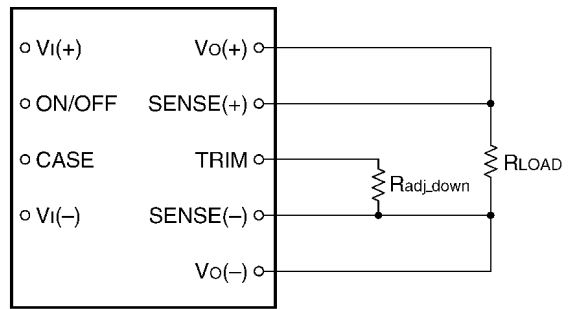 VI(+) VO(+)
ON/OFF SENSE(+)
CASE TRIM
RLOAD
Radj_down
VI(–) SENSE(–)
VO(–)